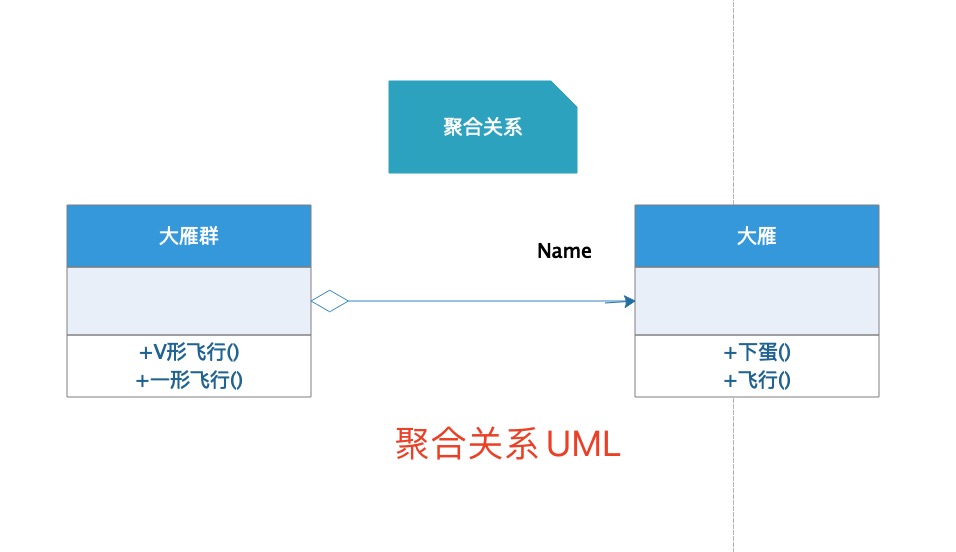 聚合关系
大雁群
Name
大雁
+V形飞行()
+一形飞行()
+下蛋()
+飞行()
聚合关系 UML